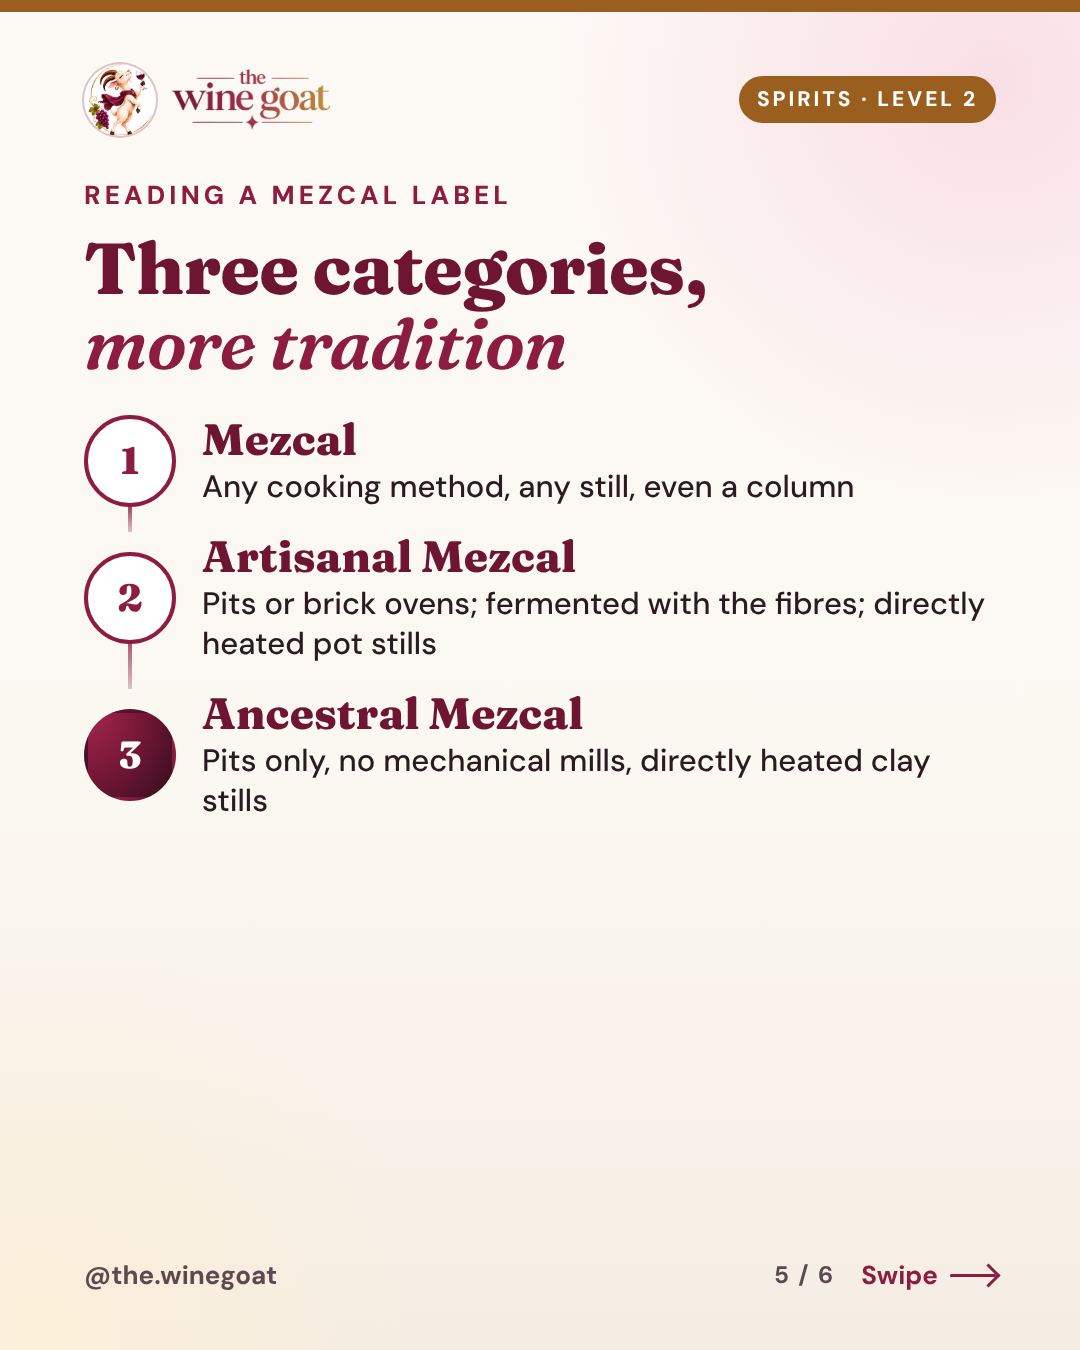 the
wine goat
SPIRITS · LEVEL 2
READING A MEZCAL LABEL
Three categories,
more tradition
1
Mezcal
Any cooking method, any still, even a column
2
Artisanal Mezcal
Pits or brick ovens; fermented with the fibres; directly
heated pot stills
3
Ancestral Mezcal
Pits only, no mechanical mills, directly heated clay
stills
@the.winegoat
5 / 6
Swipe